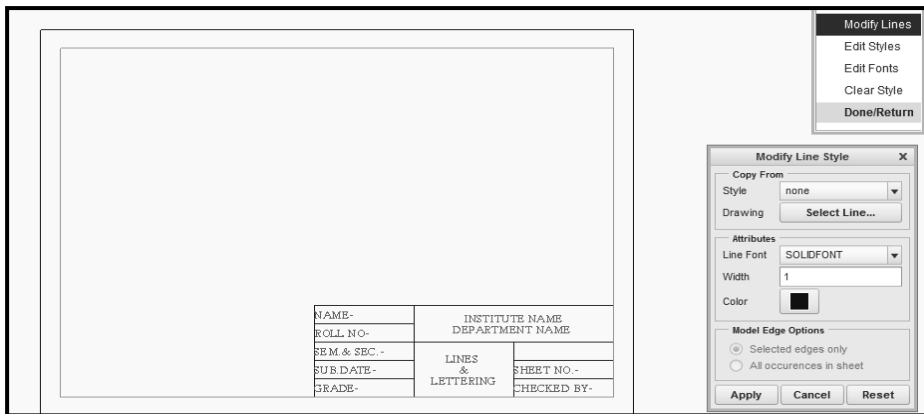 Modify Lines
Edit Styles
Edit Fonts
Clear Style
Done/Return
Modify Line Style X
Copy From
Style none
Drawing Select Line...
Attributes
Line Font SOLIDFONT
Width 1
Color
Model Edge Options
Selected edges only
All occurences in sheet
Apply Cancel Reset
NAME-
ROLL NO-
SEM.& SEC.-
SUB.DATE-
GRADE-
INSTITUTE NAME
DEPARTMENT NAME
LINES
&
LETTERING
SHEET NO.-
CHECKED BY-